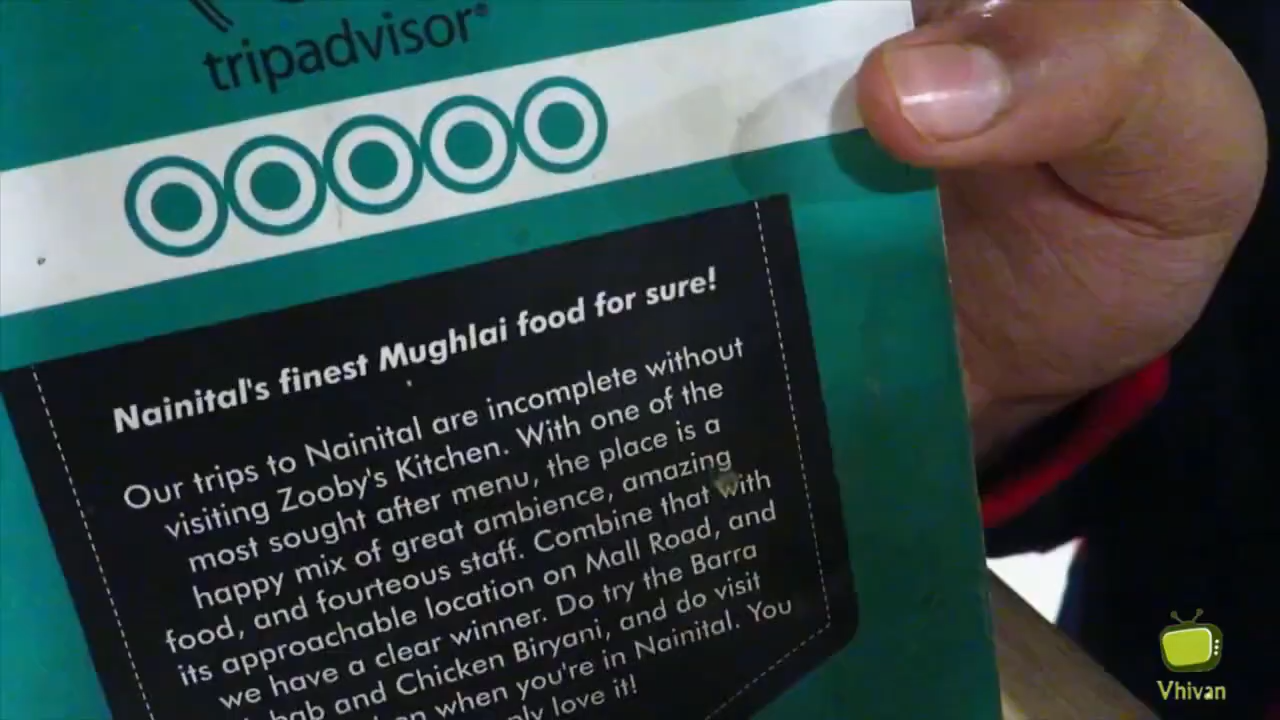 tripadvisor®
Nainital's finest Mughlai food for sure!
Our trips to Nainital are incomplete without
visiting Zooby's Kitchen. With one of the
most sought after menu, the place is a
happy mix of great ambience, amazing
food, and fourteous staff. Combine that with
its approachable location on Mall Road, and
we have a clear winner. Do try the Barra
and Chicken Biryani, and do visit
when you're in Nainital. You
love it!
Vhivan